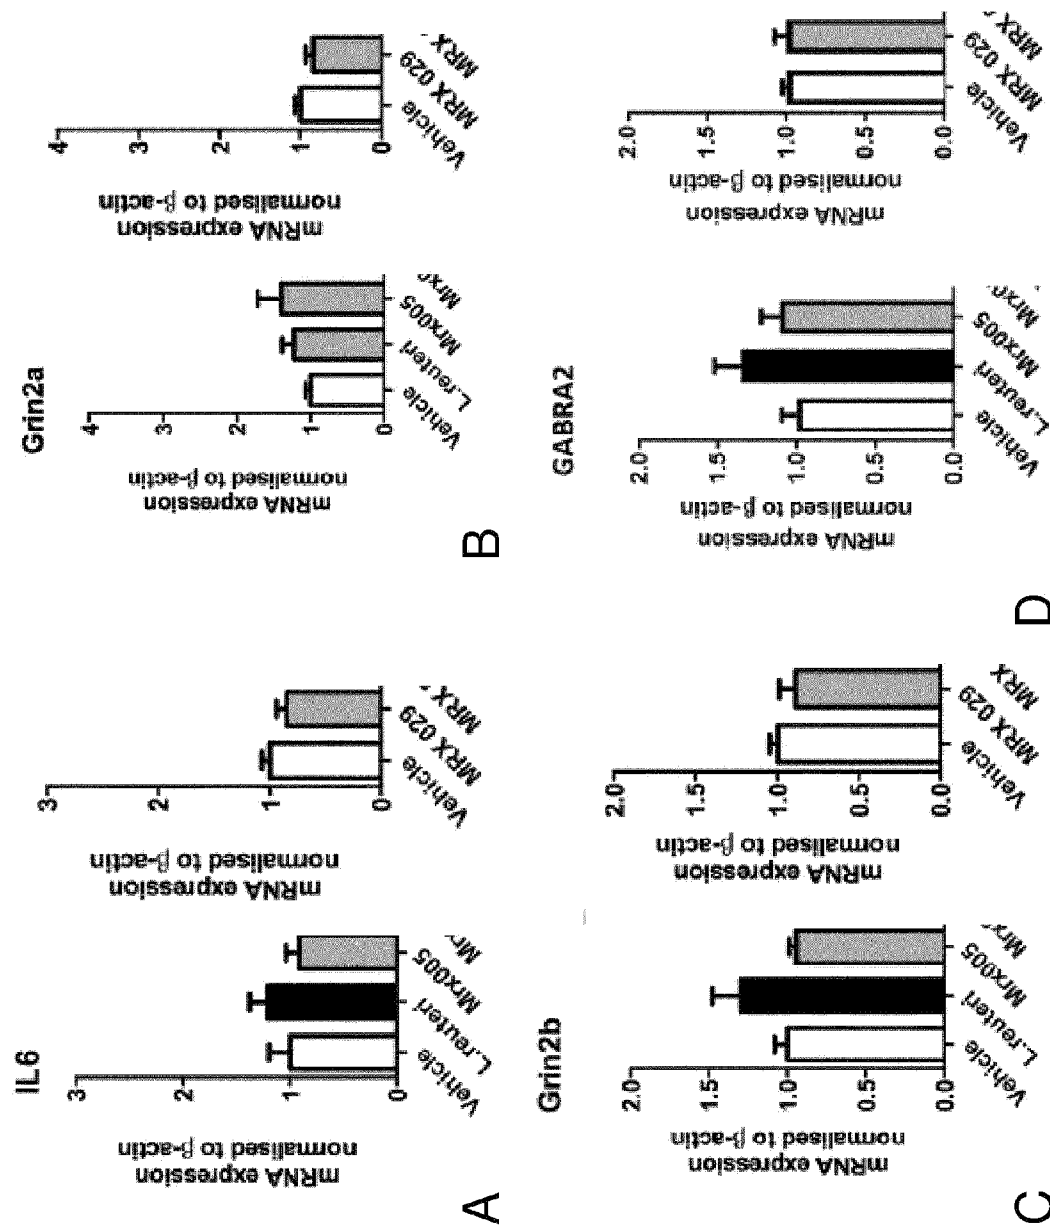 A
IL6
mRNA expression
normalised to β-actin
3
2
1
0
Vehicle
L.reuteri
Mrx005
mRNA expression
normalised to β-actin
3
2
1
0
Vehicle
MRX 029
MRX
B
Grin2a
mRNA expression
normalised to β-actin
4
3
2
1
0
Vehicle
L.reuteri
Mrx005
mRNA expression
normalised to β-actin
4
3
2
1
0
Vehicle
MRX 029
MRX
C
Grin2b
mRNA expression
normalised to β-actin
2.0
1.5
1.0
0.5
0.0
Vehicle
L.reuteri
Mrx005
mRNA expression
normalised to β-actin
2.0
1.5
1.0
0.5
0.0
Vehicle
MRX 029
MRX
D
GABRA2
mRNA expression
normalised to β-actin
2.0
1.5
1.0
0.5
0.0
Vehicle
L.reuteri
Mrx005
mRNA expression
normalised to β-actin
2.0
1.5
1.0
0.5
0.0
Vehicle
MRX 029
MRX